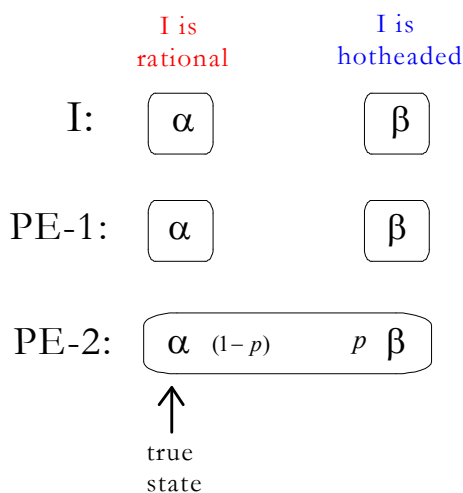 I is I is
rational hotheaded
I: α β
PE-1: α β
PE-2: α (1− p) p β
true
state